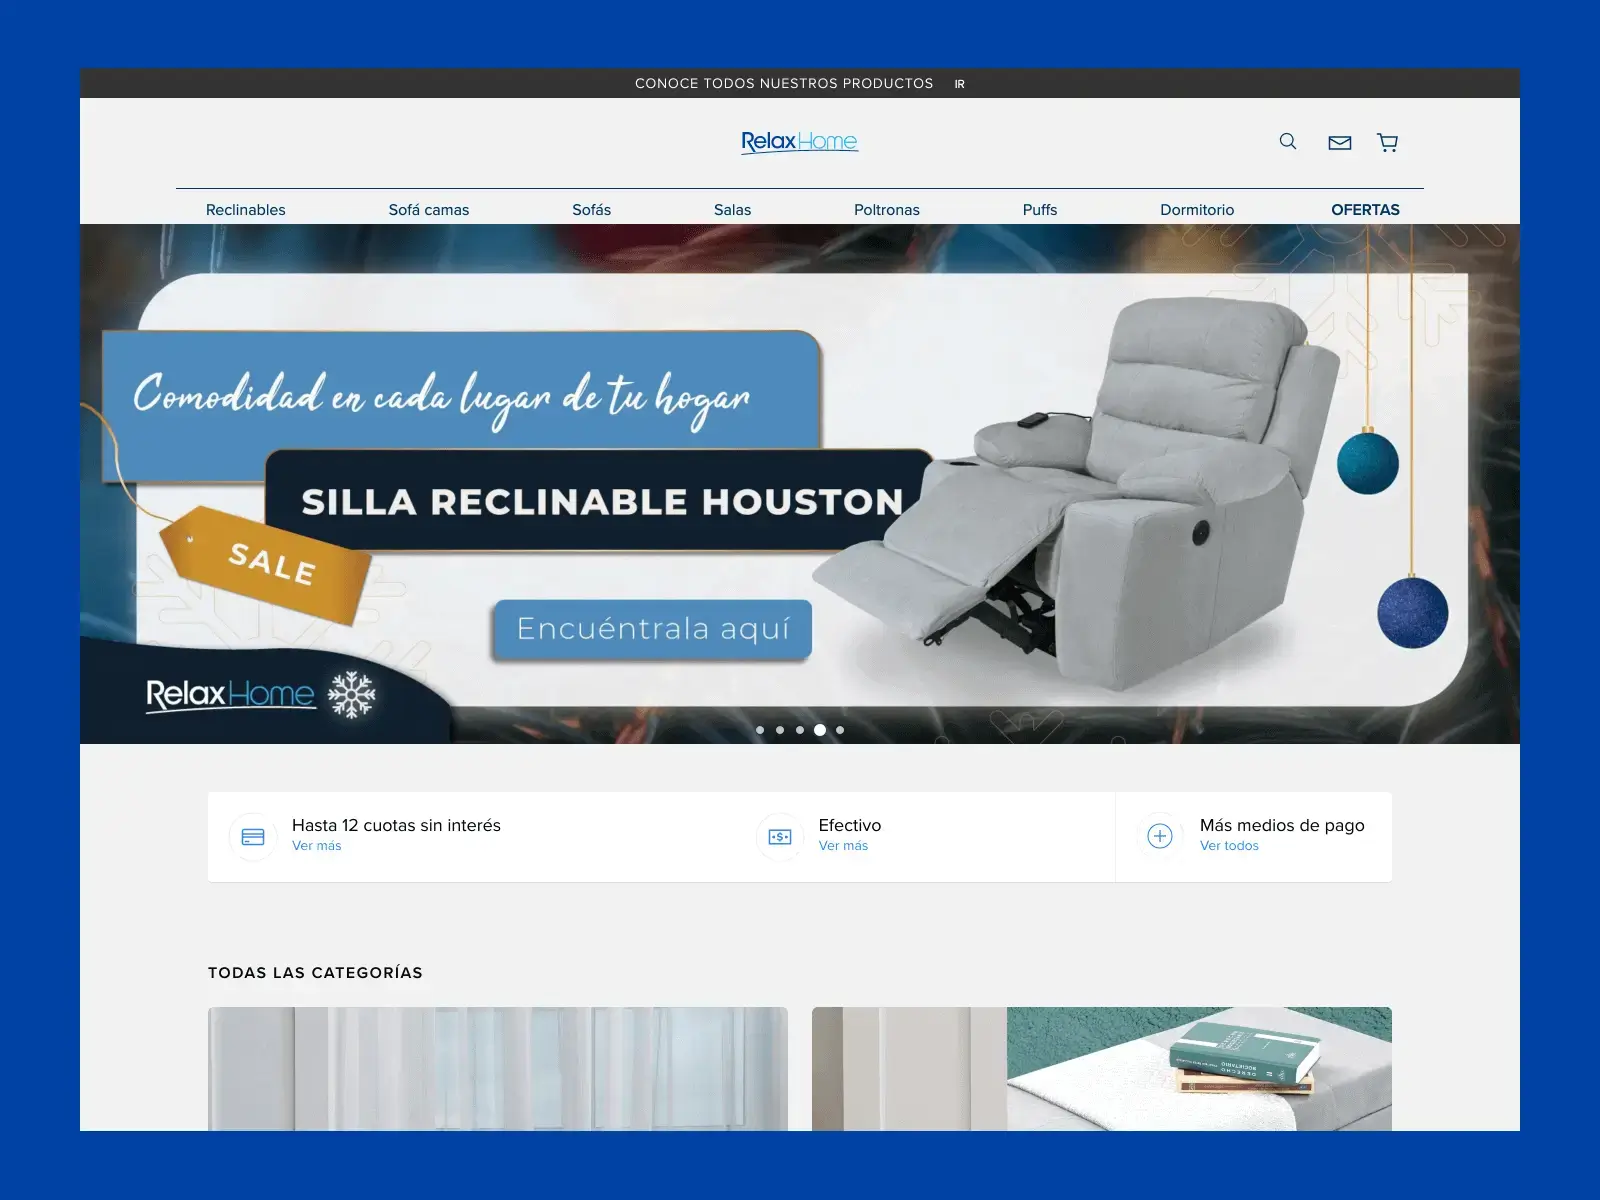 CONOCE TODOS NUESTROS PRODUCTOS IR
RelaxHome
Reclinables Sofá camas Sofás Salas Poltronas Puffs Dormitorio OFERTAS
Comodidad en cada lugar de tu hogar
SILLA RECLINABLE HOUSTON
SALE
Encuéntrala aquí
RelaxHome
Hasta 12 cuotas sin interés
Ver más
Efectivo
Ver más
Más medios de pago
Ver todos
TODAS LAS CATEGORÍAS
DERECHO
SOCIETARIO